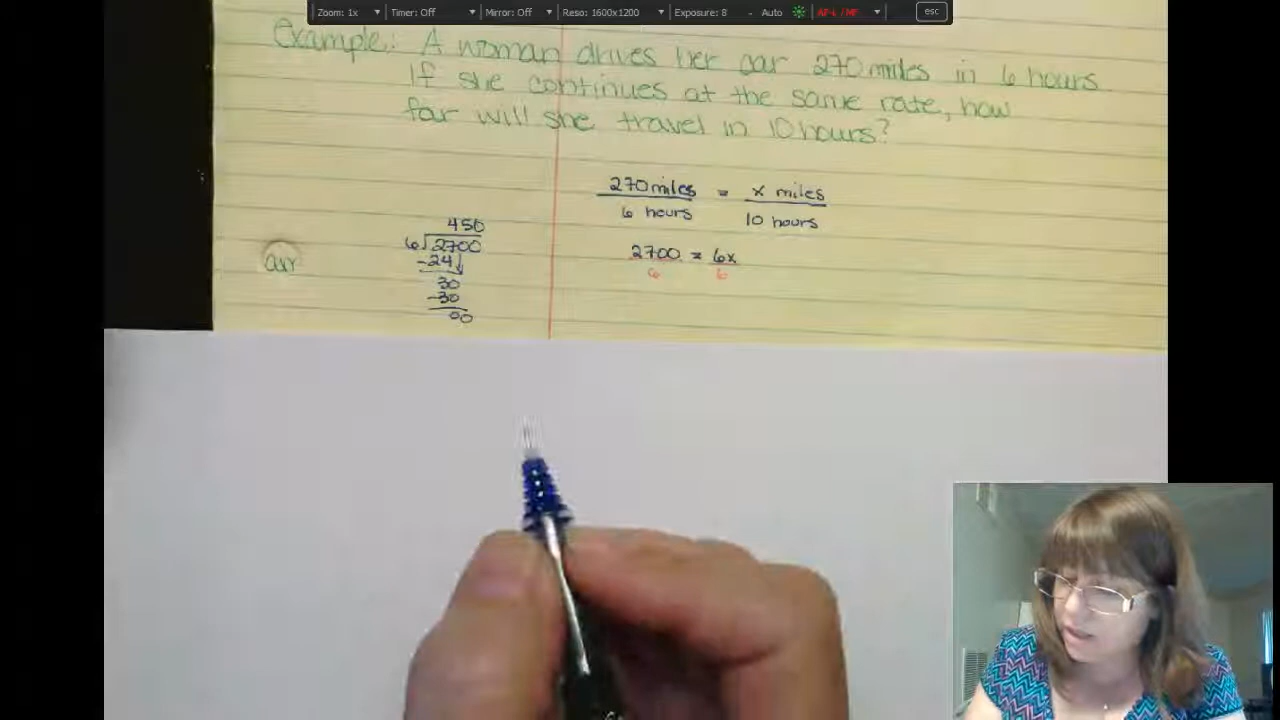 Zoom: 1x Timer: Off Mirror: Off Reso: 1600x1200 Exposure: 8 Auto AF-L / MF esc
Example: A woman drives her car 270 miles in 6 hours
If she continues at the same rate, how
far will she travel in 10 hours?
270 miles = x miles
6 hours 10 hours
450
6 2700
-24
30
-30
00
2700 = 6x
6 6